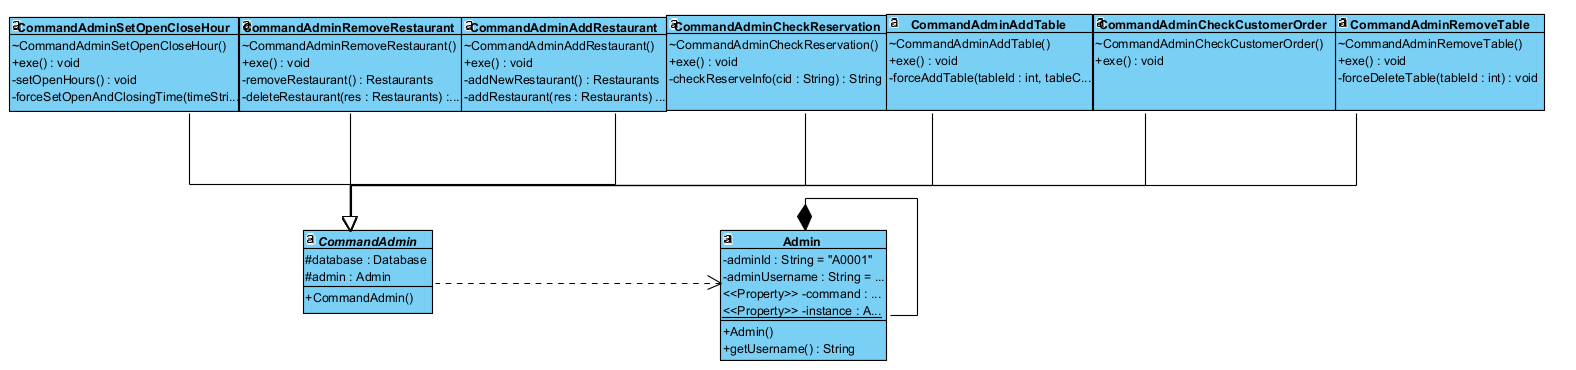 CommandAdminSetOpenCloseHour
~CommandAdminSetOpenCloseHour()
+exe() : void
-setOpenHours() : void
-forceSetOpenAndClosingTime(timeStri...
CommandAdminRemoveRestaurant
~CommandAdminRemoveRestaurant()
+exe() : void
-removeRestaurant() : Restaurants
-deleteRestaurant(res : Restaurants) :...
CommandAdminAddRestaurant
~CommandAdminAddRestaurant()
+exe() : void
-addNewRestaurant() : Restaurants
-addRestaurant(res : Restaurants) ...
CommandAdminCheckReservation
~CommandAdminCheckReservation()
+exe() : void
-checkReserveInfo(cid : String) : String
CommandAdminAddTable
~CommandAdminAddTable()
+exe() : void
-forceAddTable(tableId : int, tableC...
CommandAdminCheckCustomerOrder
~CommandAdminCheckCustomerOrder()
+exe() : void
CommandAdminRemoveTable
~CommandAdminRemoveTable()
+exe() : void
-forceDeleteTable(tableId : int) : void
CommandAdmin
#database : Database
#admin : Admin
+CommandAdmin()
Admin
-adminId : String = "A0001"
-adminUsername : String = ...
<<Property>> -command : ...
<<Property>> -instance : A...
+Admin()
+getUsername() : String